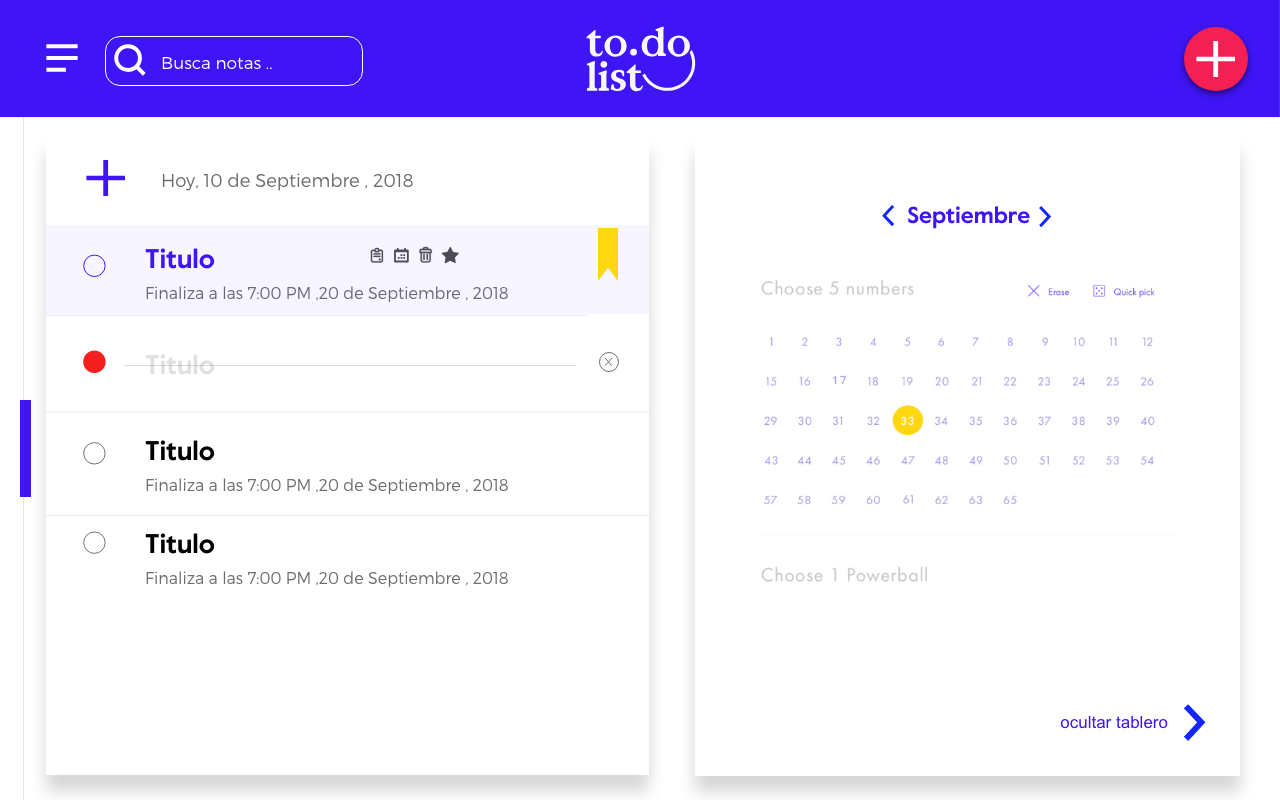 Busca notas ..
to.do
list
Hoy, 10 de Septiembre , 2018
Titulo
Finaliza a las 7:00 PM ,20 de Septiembre , 2018
Titulo
Titulo
Finaliza a las 7:00 PM ,20 de Septiembre , 2018
Titulo
Finaliza a las 7:00 PM ,20 de Septiembre , 2018
Septiembre
Choose 5 numbers
Erase
Quick pick
1 2 3 4 5 6 7 8 9 10 11 12
15 16 17 18 19 20 21 22 23 24 25 26
29 30 31 32 33 34 35 36 37 38 39 40
43 44 45 46 47 48 49 50 51 52 53 54
57 58 59 60 61 62 63 65
Choose 1 Powerball
ocultar tablero